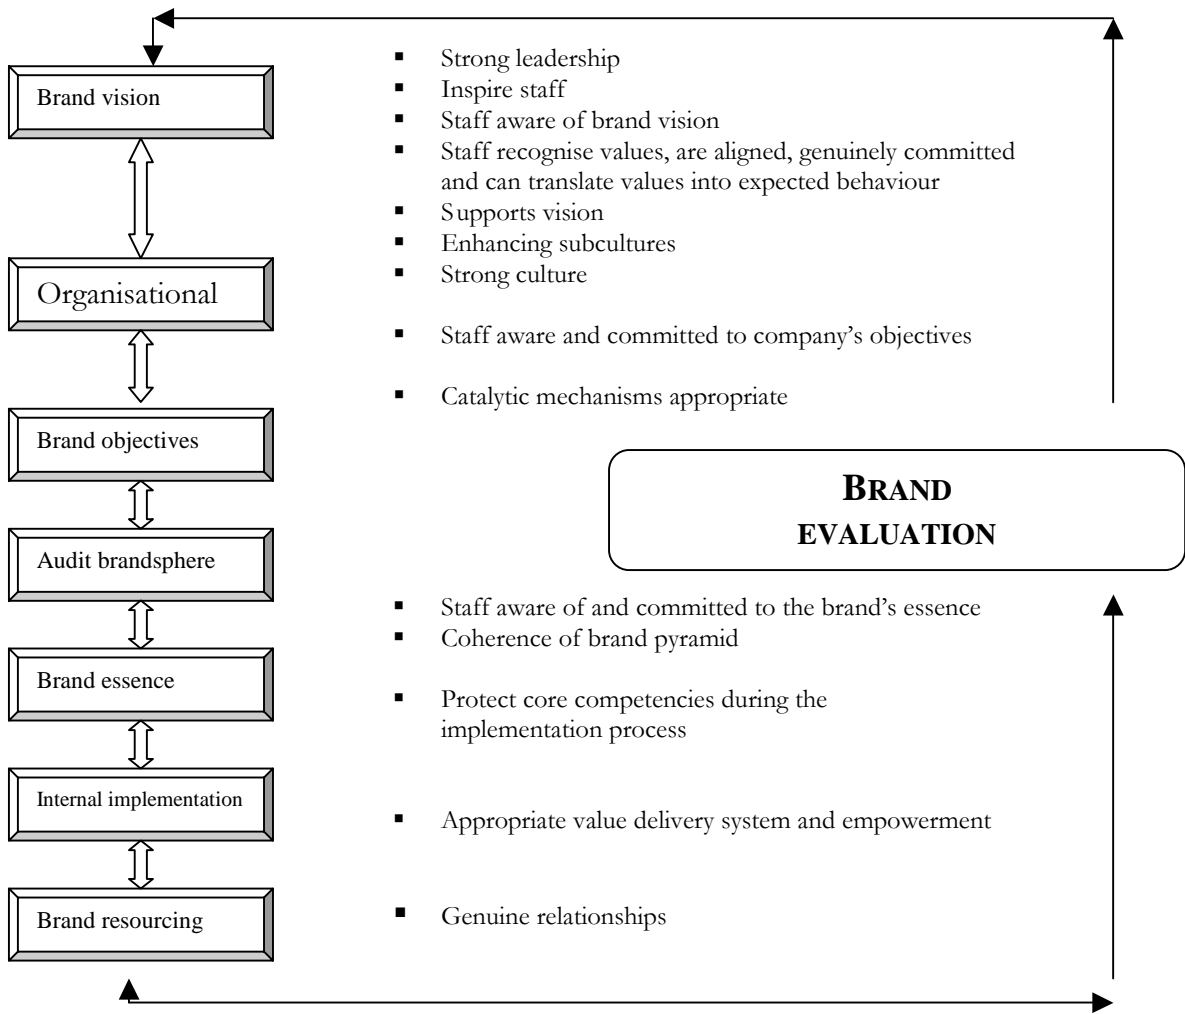 Brand vision
Organisational
Brand objectives
Audit brandsphere
Brand essence
Internal implementation
Brand resourcing
▪ Strong leadership
▪ Inspire staff
▪ Staff aware of brand vision
▪ Staff recognise values, are aligned, genuinely committed
and can translate values into expected behaviour
▪ Supports vision
▪ Enhancing subcultures
▪ Strong culture
▪ Staff aware and committed to company’s objectives
▪ Catalytic mechanisms appropriate
BRAND
EVALUATION
▪ Staff aware of and committed to the brand’s essence
▪ Coherence of brand pyramid
▪ Protect core competencies during the
implementation process
▪ Appropriate value delivery system and empowerment
▪ Genuine relationships